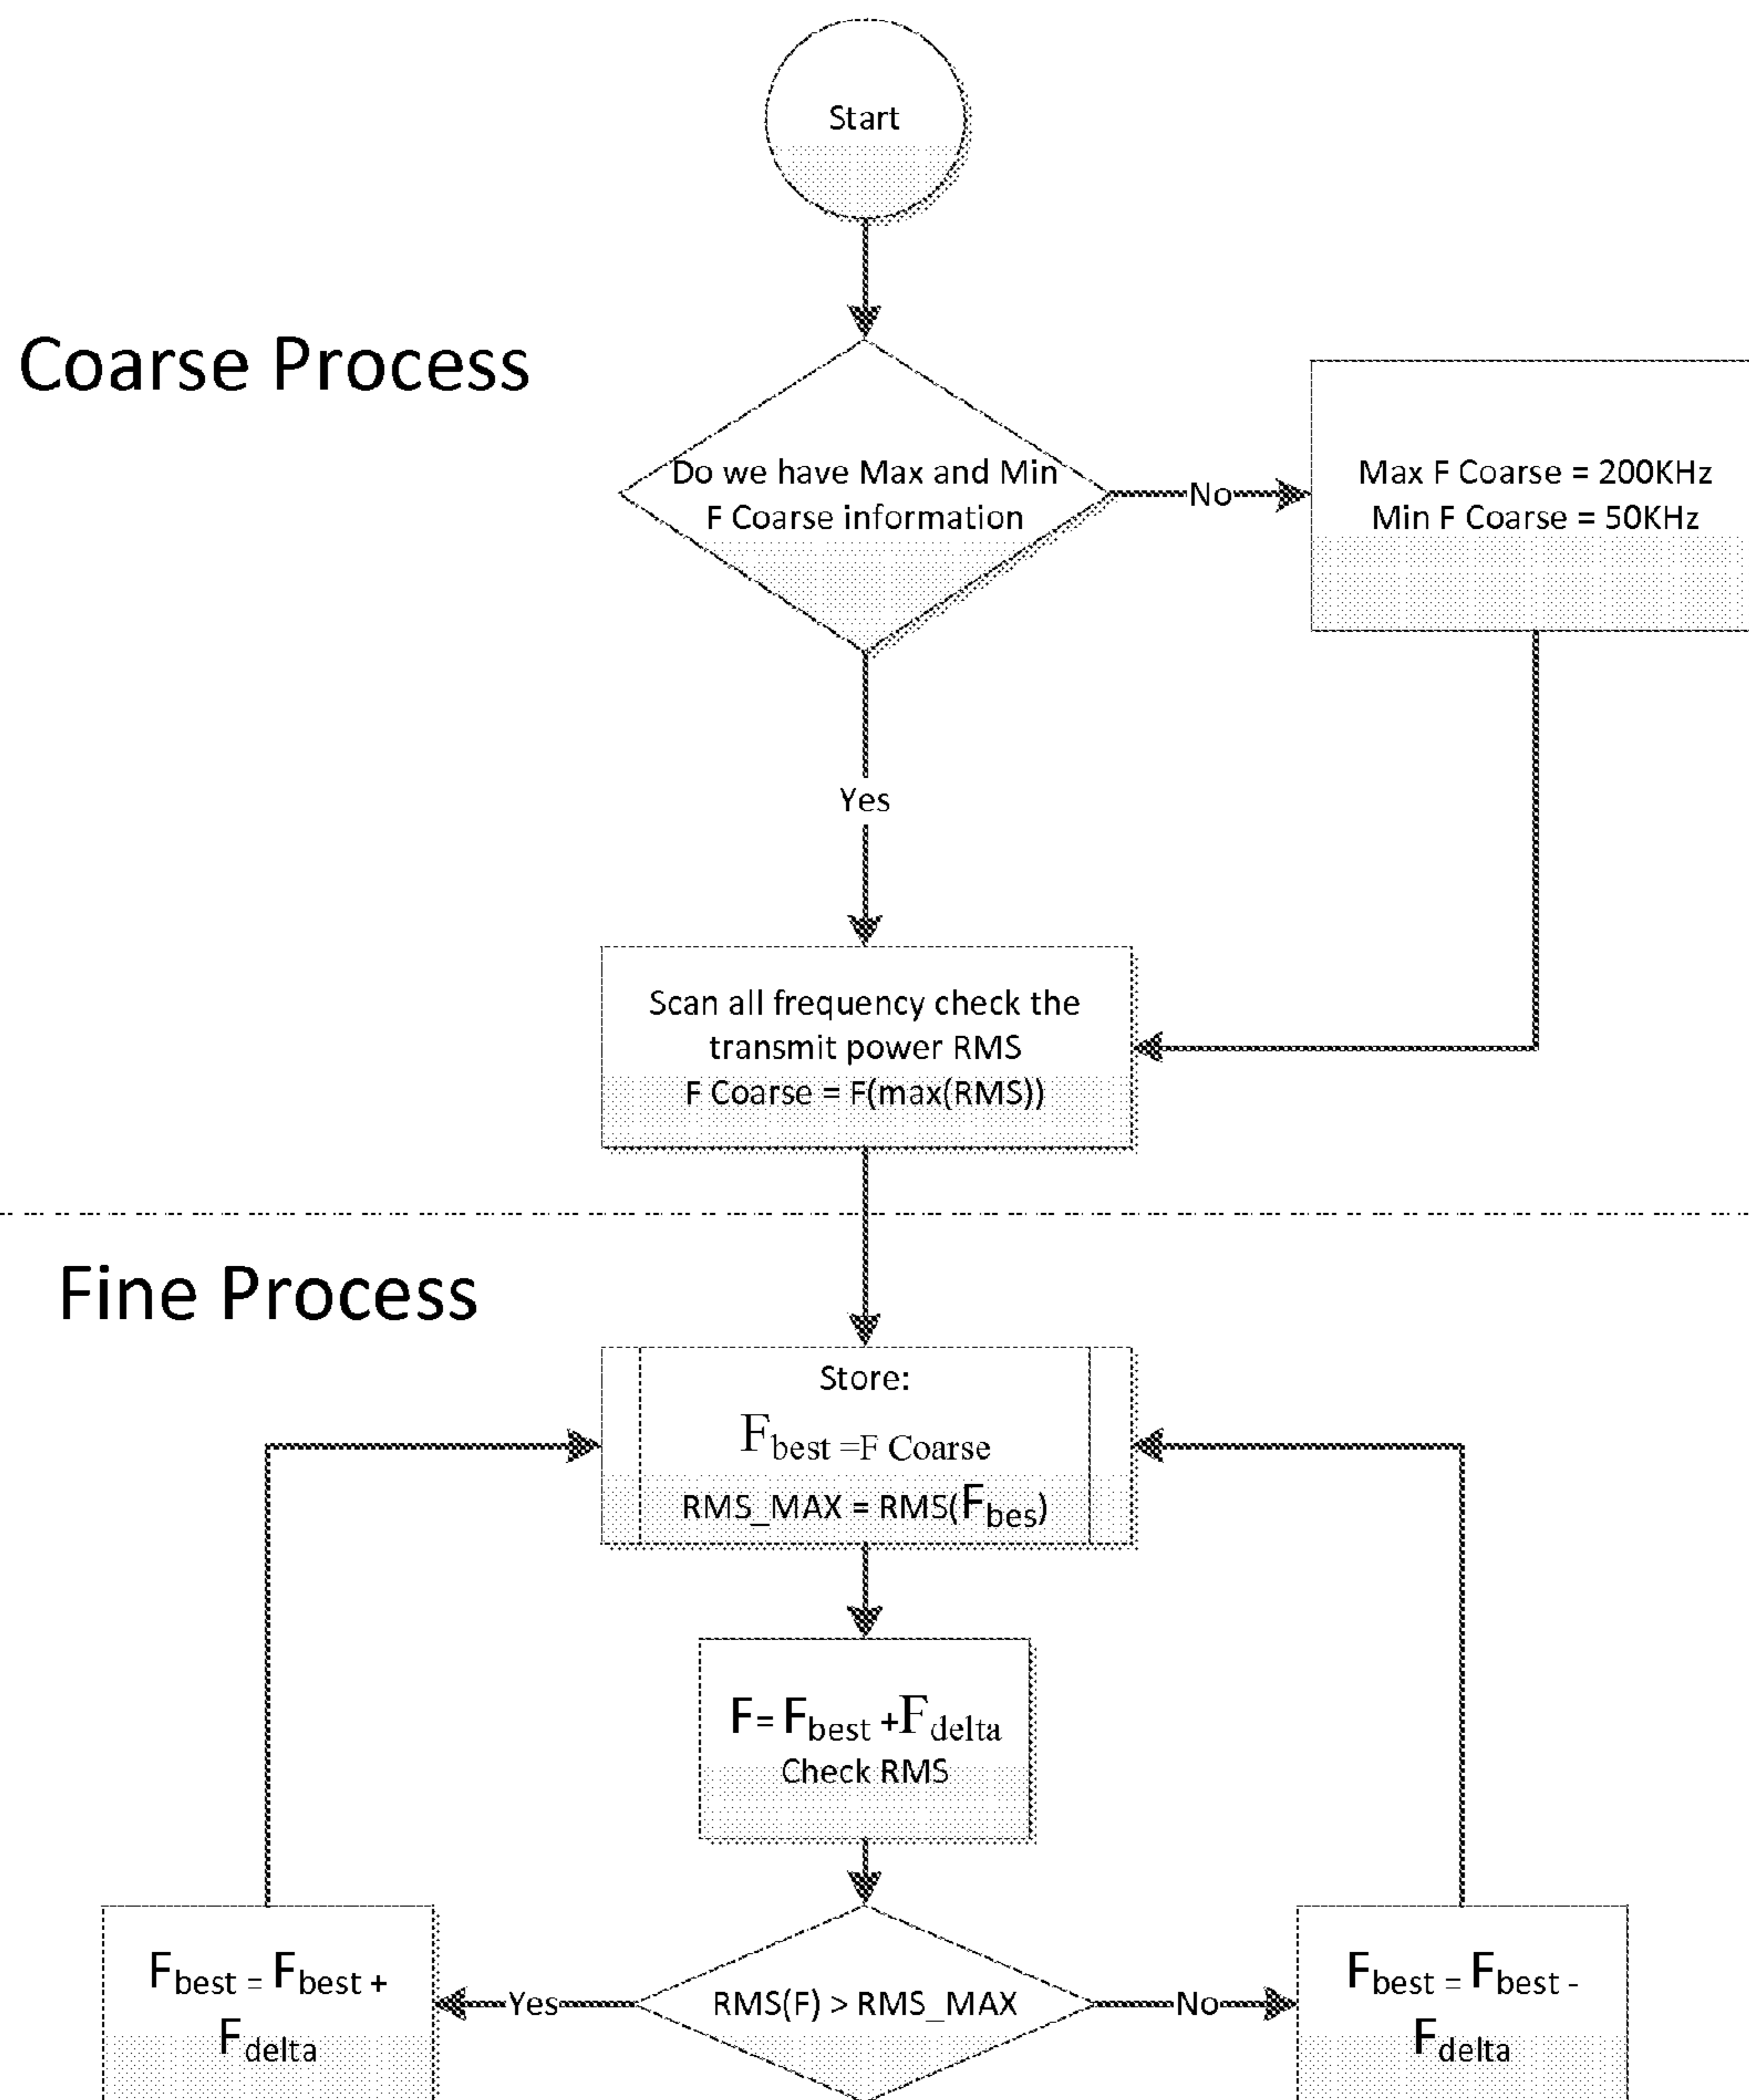 Start
Coarse Process
Do we have Max and Min
F Coarse information
No
Max F Coarse = 200KHz
Min F Coarse = 50KHz
Yes
Scan all frequency check the
transmit power RMS
F Coarse = F(max(RMS))
Fine Process
Store:
Fbest =F Coarse
RMS_MAX = RMS(Fbes)
F= Fbest +Fdelta
Check RMS
Fbest = Fbest +
Fdelta
Yes
RMS(F) > RMS_MAX
No
Fbest = Fbest -
Fdelta